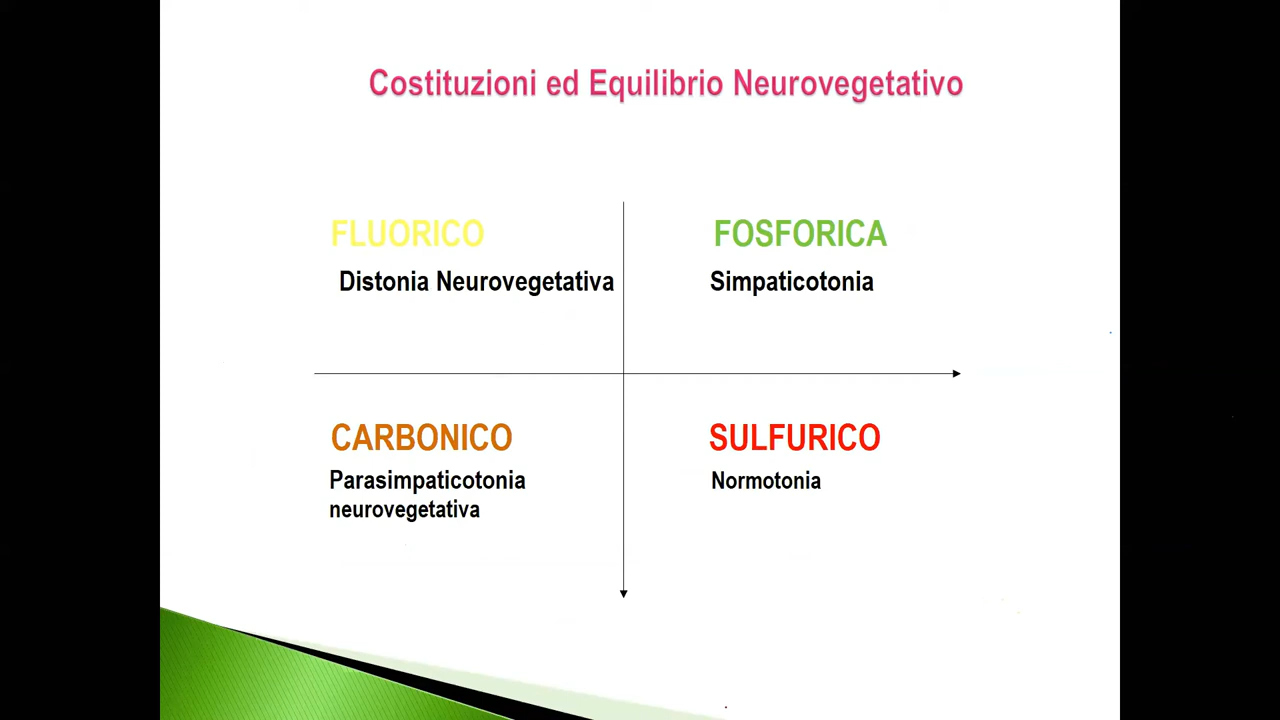 Costituzioni ed Equilibrio Neurovegetativo
FLUORICO
Distonia Neurovegetativa
FOSFORICA
Simpaticotonia
CARBONICO
Parasimpaticotonia
neurovegetativa
SULFURICO
Normotonia